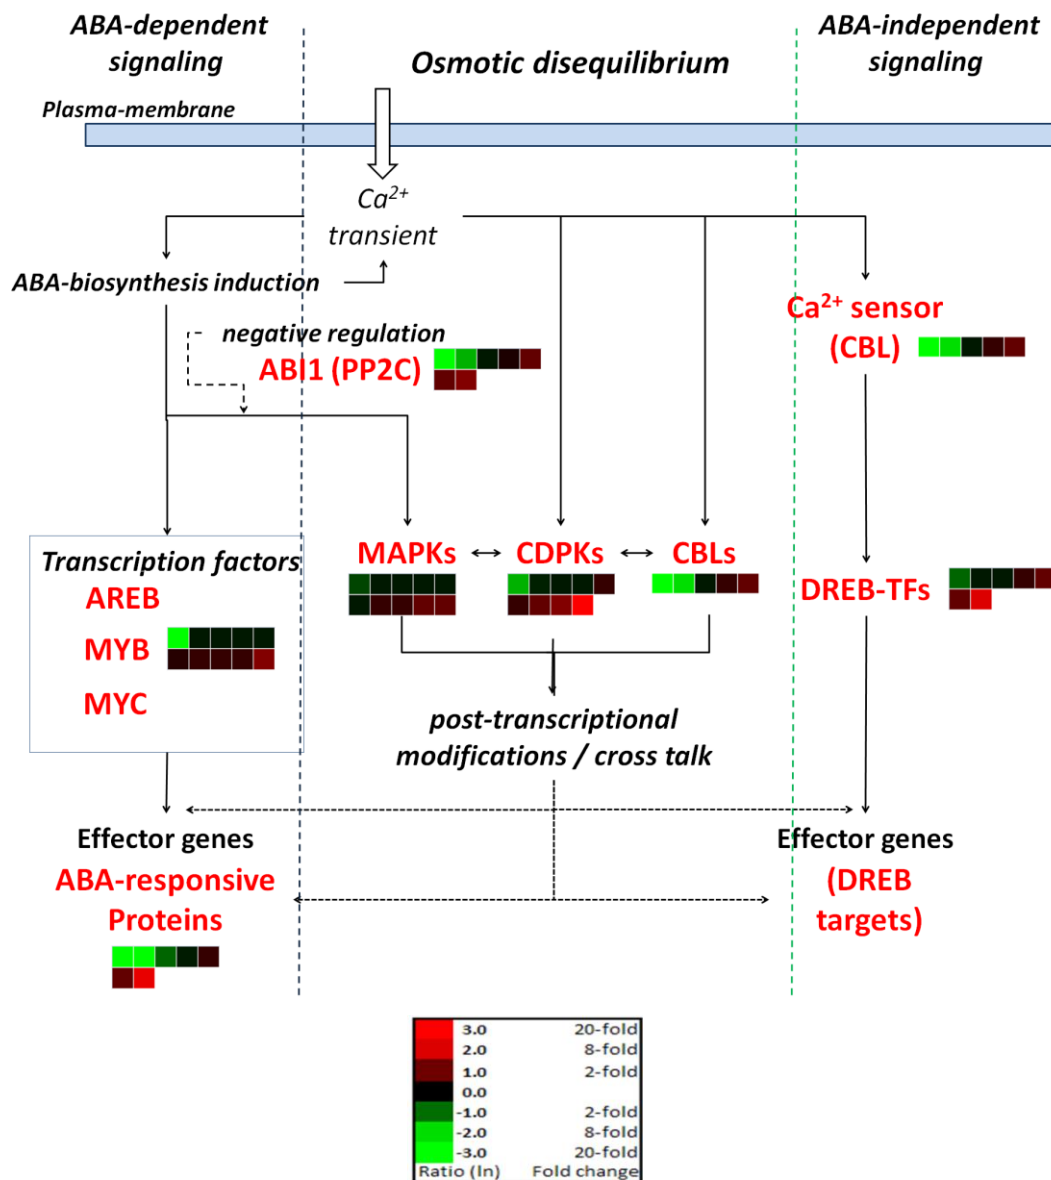 ABA-dependent
signaling
Osmotic disequilibrium
ABA-independent
signaling
Plasma-membrane
Ca²⁺
transient
ABA-biosynthesis induction
negative regulation
ABI1 (PP2C)
Ca²⁺ sensor
(CBL)
Transcription factors
AREB
MYB
MYC
MAPKs
CDPKs
CBLs
DREB-TFs
post-transcriptional
modifications / cross talk
Effector genes
ABA-responsive
Proteins
Effector genes
(DREB
targets)
3.0 20-fold
2.0 8-fold
1.0 2-fold
0.0
-1.0 2-fold
-2.0 8-fold
-3.0 20-fold
Ratio (ln) Fold change